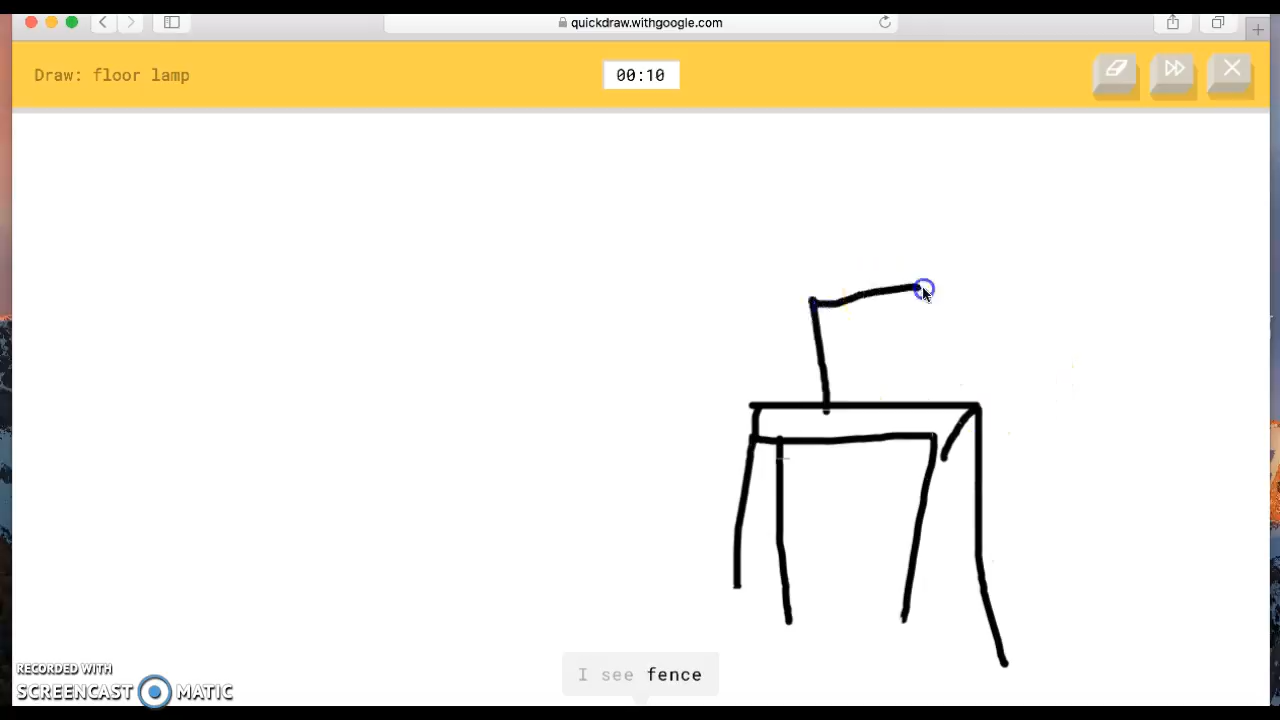 quickdraw.withgoogle.com
Draw: floor lamp
00:10
I see fence
RECORDED WITH
SCREENCAST MATIC